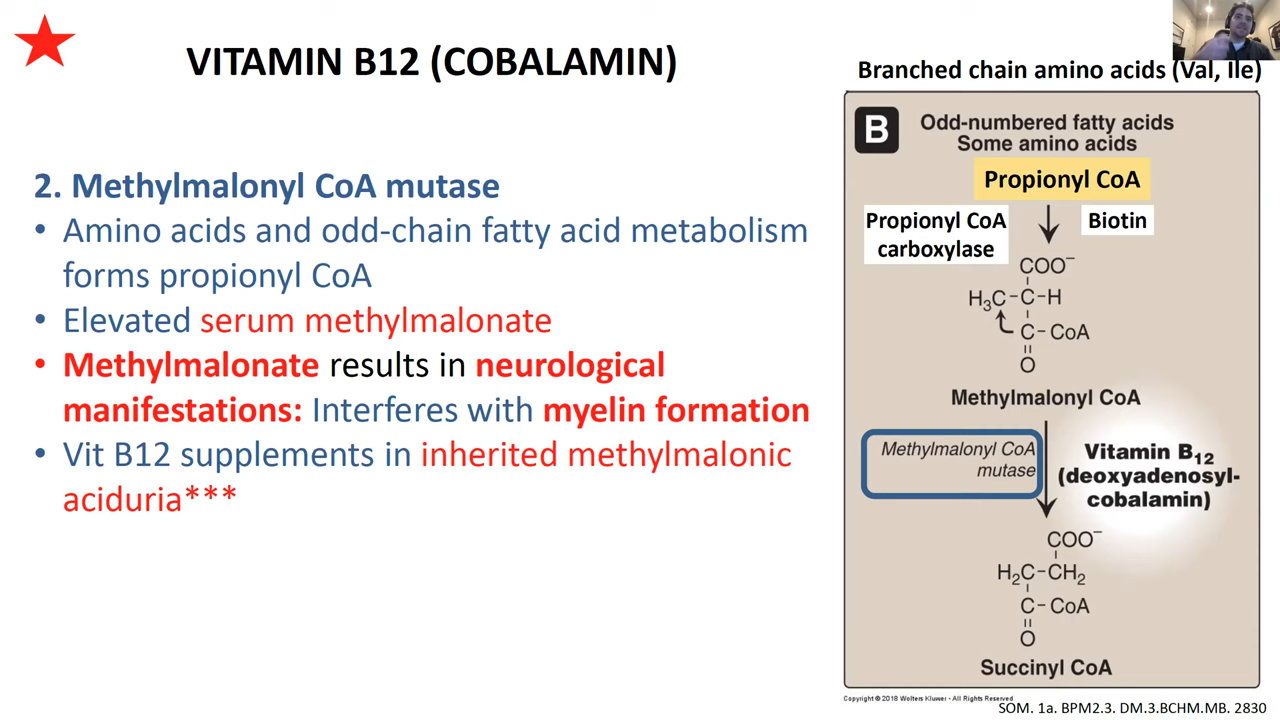 VITAMIN B12 (COBALAMIN)
2. Methylmalonyl CoA mutase
• Amino acids and odd-chain fatty acid metabolism
forms propionyl CoA
• Elevated serum methylmalonate
• Methylmalonate results in neurological
manifestations: Interferes with myelin formation
• Vit B12 supplements in inherited methylmalonic
aciduria***
Branched chain amino acids (Val, Ile)
B
Odd-numbered fatty acids
Some amino acids
Propionyl CoA
Propionyl CoA
carboxylase
Biotin
COO⁻
H₃C–C–H
C–CoA
O
Methylmalonyl CoA
Methylmalonyl CoA
mutase
Vitamin B₁₂
(deoxyadenosyl-
cobalamin)
COO⁻
H₂C–CH₂
C–CoA
O
Succinyl CoA
Copyright © 2018 Wolters Kluwer - All Rights Reserved
SOM. 1a. BPM2.3. DM.3.BCHM.MB. 2830